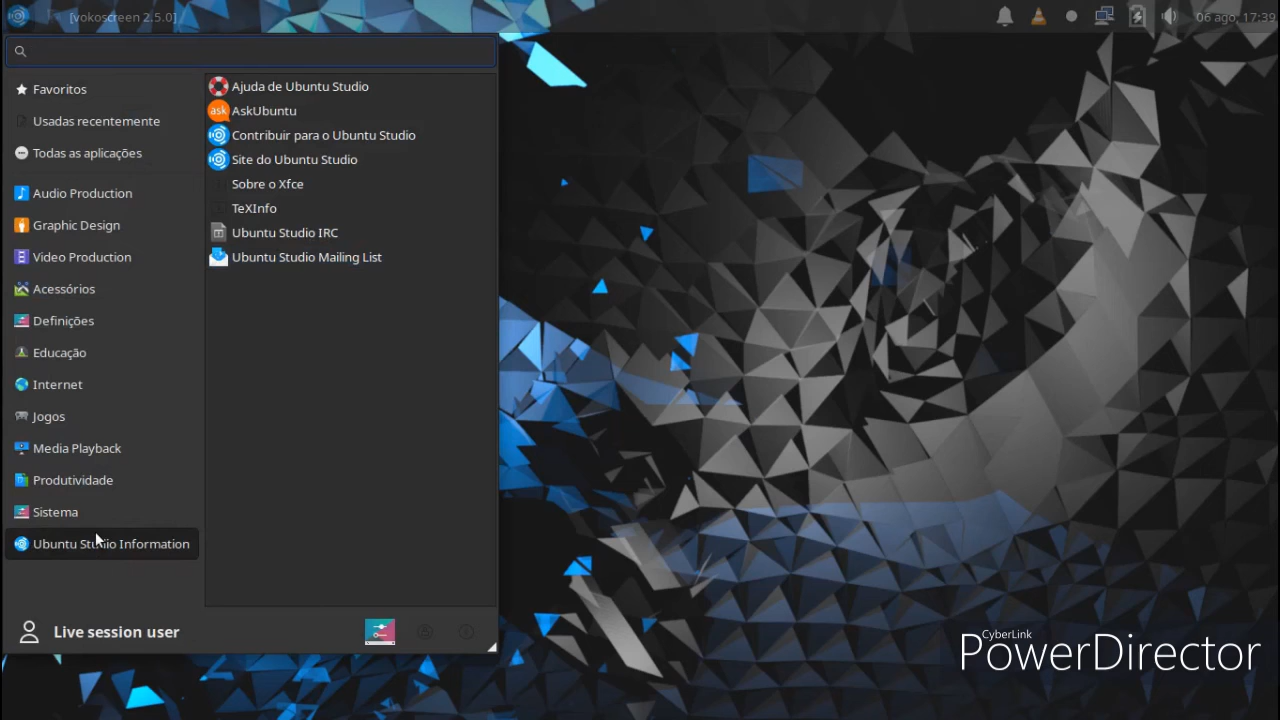 [vokoscreen 2.5.0]
06 ago, 17:39
Favoritos
Usadas recentemente
Todas as aplicações
Audio Production
Graphic Design
Video Production
Acessórios
Definições
Educação
Internet
Jogos
Media Playback
Produtividade
Sistema
Ubuntu Studio Information
Ajuda de Ubuntu Studio
ask
AskUbuntu
Contribuir para o Ubuntu Studio
Site do Ubuntu Studio
Sobre o Xfce
TeXInfo
Ubuntu Studio IRC
Ubuntu Studio Mailing List
Live session user
CyberLink
PowerDirector